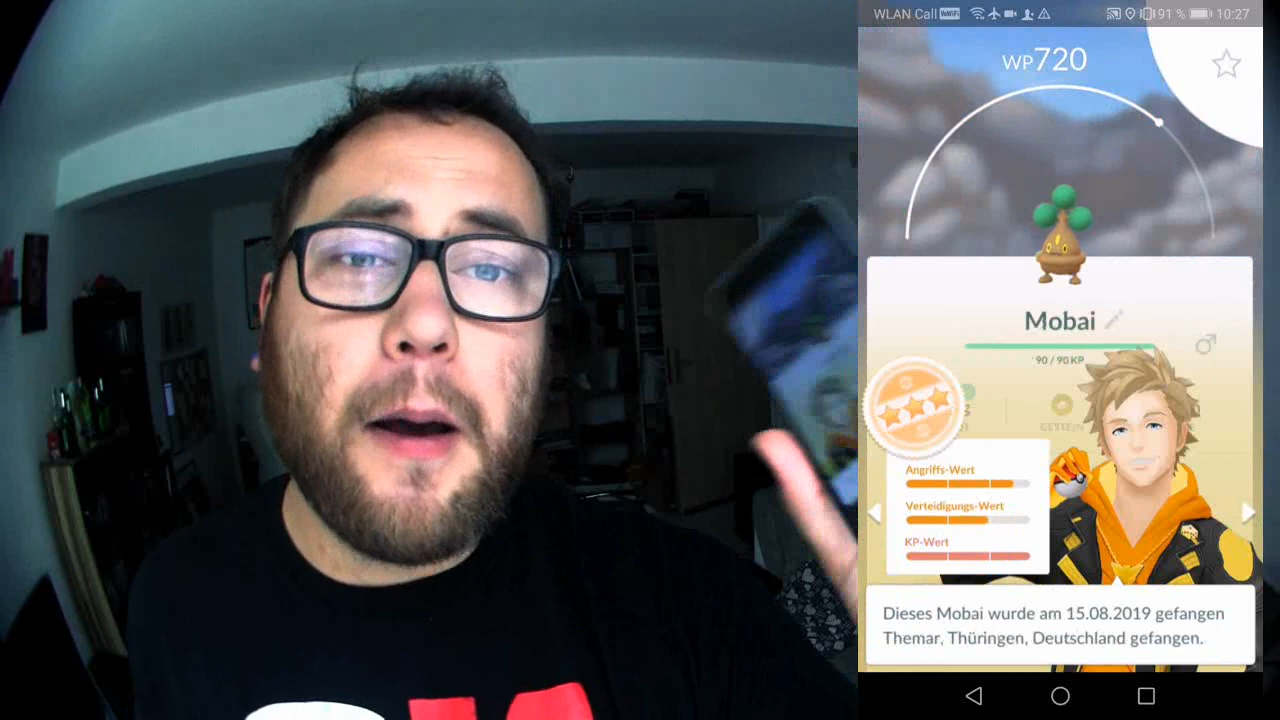 WLAN Call 91 % 10:27
WP720
Mobai
90 / 90 KP
GESTEIN
Angriffs-Wert
Verteidigungs-Wert
KP-Wert
Dieses Mobai wurde am 15.08.2019 gefangen
Themar, Thüringen, Deutschland gefangen.